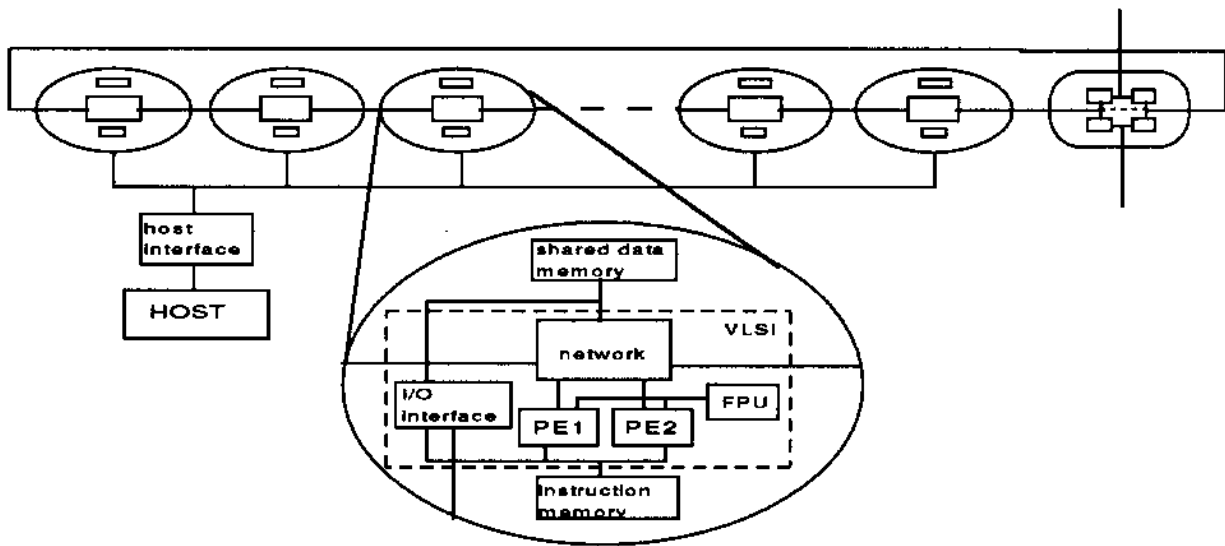 host
interface
HOST
shared data
memory
VLSI
network
I/O
interface
PE1
PE2
FPU
instruction
memory